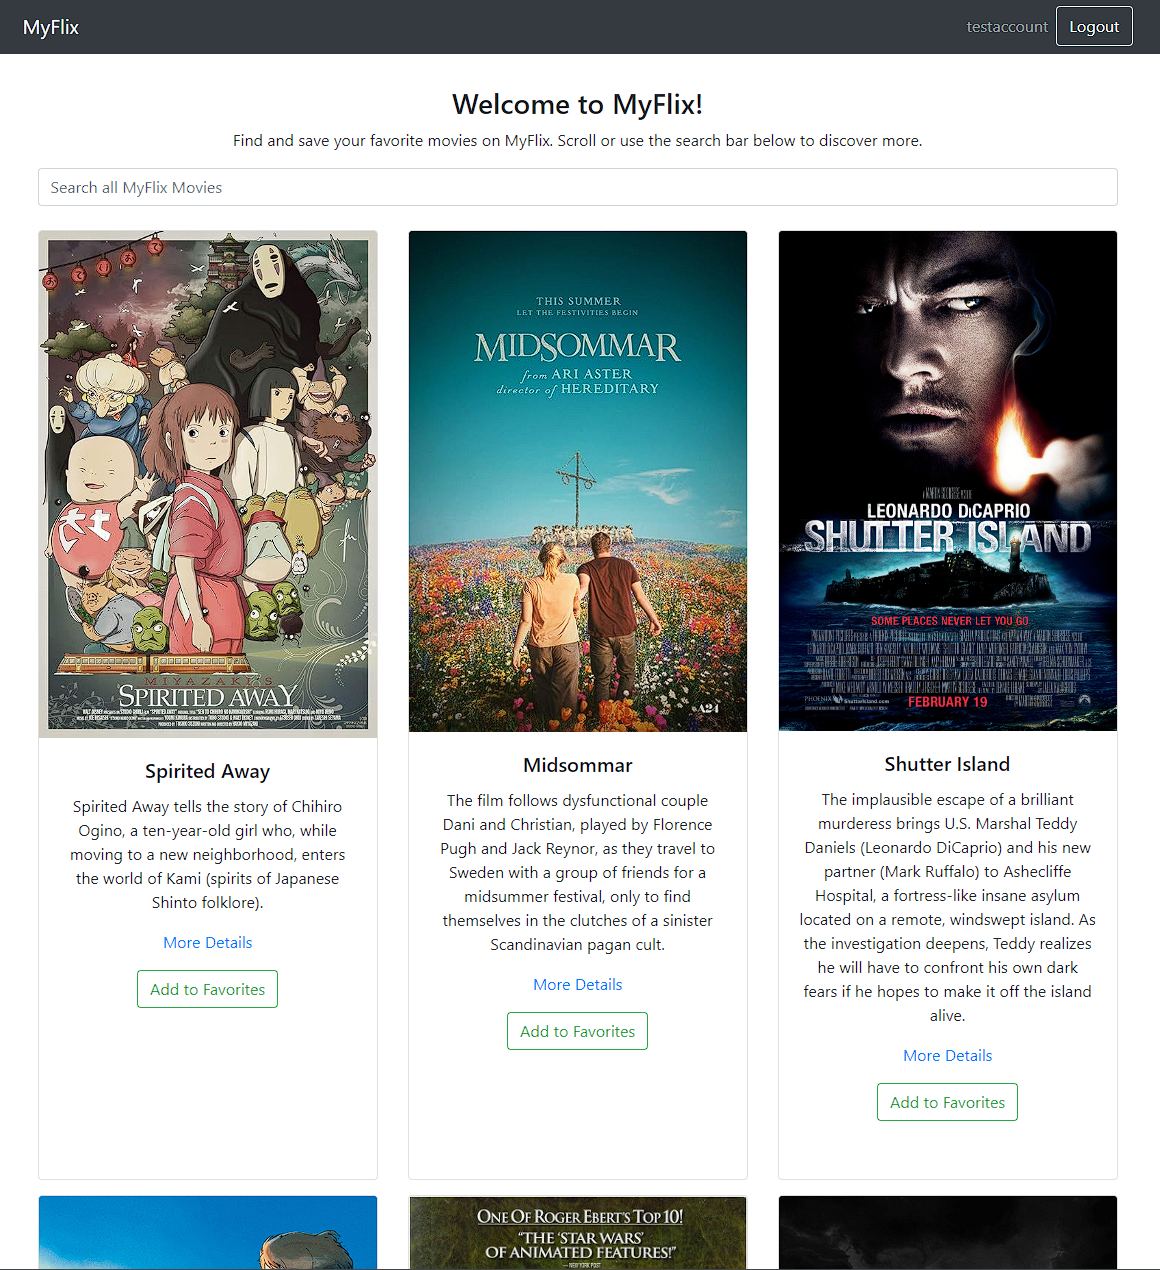 MyFlix
testaccount
Logout
Welcome to MyFlix!
Find and save your favorite movies on MyFlix. Scroll or use the search bar below to discover more.
Search all MyFlix Movies
MIYAZAKI'S
SPIRITED AWAY
Spirited Away
Spirited Away tells the story of Chihiro
Ogino, a ten-year-old girl who, while
moving to a new neighborhood, enters
the world of Kami (spirits of Japanese
Shinto folklore).
More Details
Add to Favorites
THIS SUMMER
LET THE FESTIVITIES BEGIN
MIDSOMMAR
from ARI ASTER
director of HEREDITARY
A24
Midsommar
The film follows dysfunctional couple
Dani and Christian, played by Florence
Pugh and Jack Reynor, as they travel to
Sweden with a group of friends for a
midsummer festival, only to find
themselves in the clutches of a sinister
Scandinavian pagan cult.
More Details
Add to Favorites
LEONARDO DiCAPRIO
SHUTTER ISLAND
SOME PLACES NEVER LET YOU GO
PHOENIX
ShutterIsland.com
FEBRUARY 19
Shutter Island
The implausible escape of a brilliant
murderess brings U.S. Marshal Teddy
Daniels (Leonardo DiCaprio) and his new
partner (Mark Ruffalo) to Ashecliffe
Hospital, a fortress-like insane asylum
located on a remote, windswept island. As
the investigation deepens, Teddy realizes
he will have to confront his own dark
fears if he hopes to make it off the island
alive.
More Details
Add to Favorites
ONE OF ROGER EBERT'S TOP 10!
"THE 'STAR WARS'
OF ANIMATED FEATURES!"
— NEW YORK POST